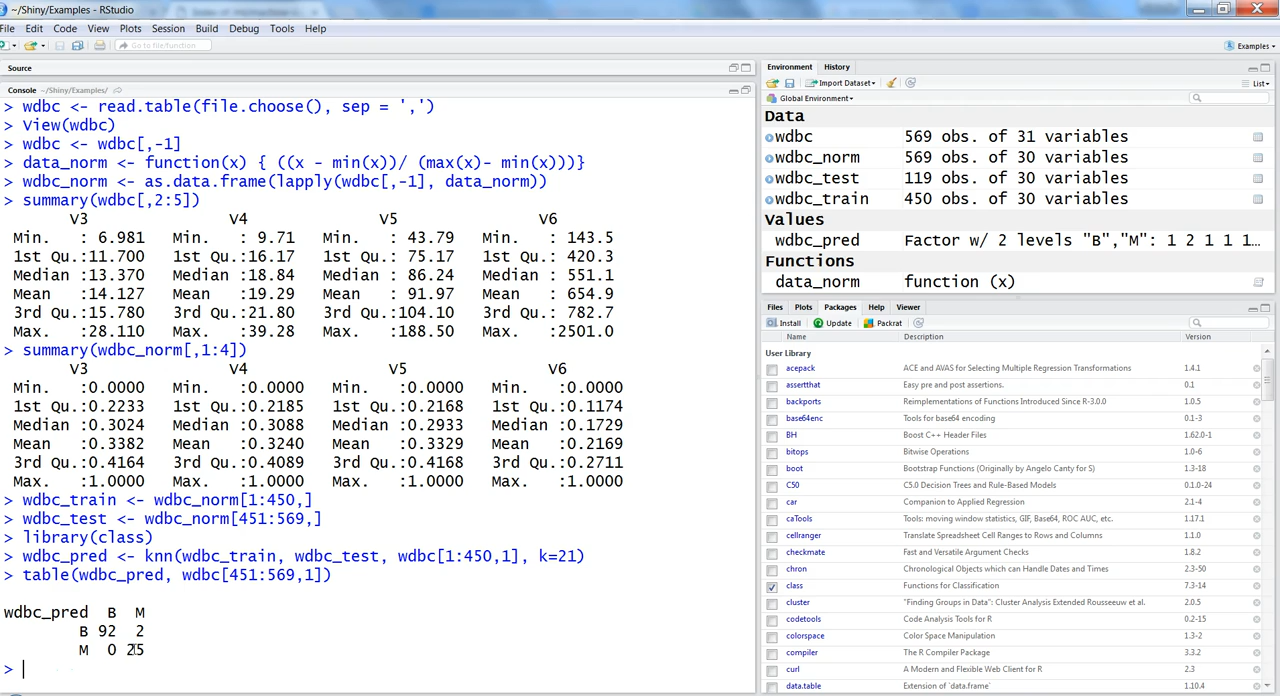 ~/Shiny/Examples - RStudio
File Edit Code View Plots Session Build Debug Tools Help
Go to file/function
Examples
Source
Console ~/Shiny/Examples/
> wdbc <- read.table(file.choose(), sep = ',')
> View(wdbc)
> wdbc <- wdbc[,-1]
> data_norm <- function(x) { ((x - min(x))/ (max(x)- min(x)))}
> wdbc_norm <- as.data.frame(lapply(wdbc[,-1], data_norm))
> summary(wdbc[,2:5])
V3 V4 V5 V6
Min. : 6.981 Min. : 9.71 Min. : 43.79 Min. : 143.5
1st Qu.:11.700 1st Qu.:16.17 1st Qu.: 75.17 1st Qu.: 420.3
Median :13.370 Median :18.84 Median : 86.24 Median : 551.1
Mean :14.127 Mean :19.29 Mean : 91.97 Mean : 654.9
3rd Qu.:15.780 3rd Qu.:21.80 3rd Qu.:104.10 3rd Qu.: 782.7
Max. :28.110 Max. :39.28 Max. :188.50 Max. :2501.0
> summary(wdbc_norm[,1:4])
V3 V4 V5 V6
Min. :0.0000 Min. :0.0000 Min. :0.0000 Min. :0.0000
1st Qu.:0.2233 1st Qu.:0.2185 1st Qu.:0.2168 1st Qu.:0.1174
Median :0.3024 Median :0.3088 Median :0.2933 Median :0.1729
Mean :0.3382 Mean :0.3240 Mean :0.3329 Mean :0.2169
3rd Qu.:0.4164 3rd Qu.:0.4089 3rd Qu.:0.4168 3rd Qu.:0.2711
Max. :1.0000 Max. :1.0000 Max. :1.0000 Max. :1.0000
> wdbc_train <- wdbc_norm[1:450,]
> wdbc_test <- wdbc_norm[451:569,]
> library(class)
> wdbc_pred <- knn(wdbc_train, wdbc_test, wdbc[1:450,1], k=21)
> table(wdbc_pred, wdbc[451:569,1])
wdbc_pred B M
B 92 2
M 0 25
>
Environment History
Import Dataset List
Global Environment
Data
wdbc 569 obs. of 31 variables
wdbc_norm 569 obs. of 30 variables
wdbc_test 119 obs. of 30 variables
wdbc_train 450 obs. of 30 variables
Values
wdbc_pred Factor w/ 2 levels "B","M": 1 2 1 1 1…
Functions
data_norm function (x)
Files Plots Packages Help Viewer
Install Update Packrat
Name Description Version
User Library
acepack ACE and AVAS for Selecting Multiple Regression Transformations 1.4.1
assertthat Easy pre and post assertions. 0.1
backports Reimplementations of Functions Introduced Since R-3.0.0 1.0.5
base64enc Tools for base64 encoding 0.1-3
BH Boost C++ Header Files 1.62.0-1
bitops Bitwise Operations 1.0-6
boot Bootstrap Functions (Originally by Angelo Canty for S) 1.3-18
C50 C5.0 Decision Trees and Rule-Based Models 0.1.0-24
car Companion to Applied Regression 2.1-4
caTools Tools: moving window statistics, GIF, Base64, ROC AUC, etc. 1.17.1
cellranger Translate Spreadsheet Cell Ranges to Rows and Columns 1.1.0
checkmate Fast and Versatile Argument Checks 1.8.2
chron Chronological Objects which can Handle Dates and Times 2.3-50
class Functions for Classification 7.3-14
cluster "Finding Groups in Data": Cluster Analysis Extended Rousseeuw et al. 2.0.5
codetools Code Analysis Tools for R 0.2-15
colorspace Color Space Manipulation 1.3-2
compiler The R Compiler Package 3.3.2
curl A Modern and Flexible Web Client for R 2.3
data.table Extension of `data.frame` 1.10.4